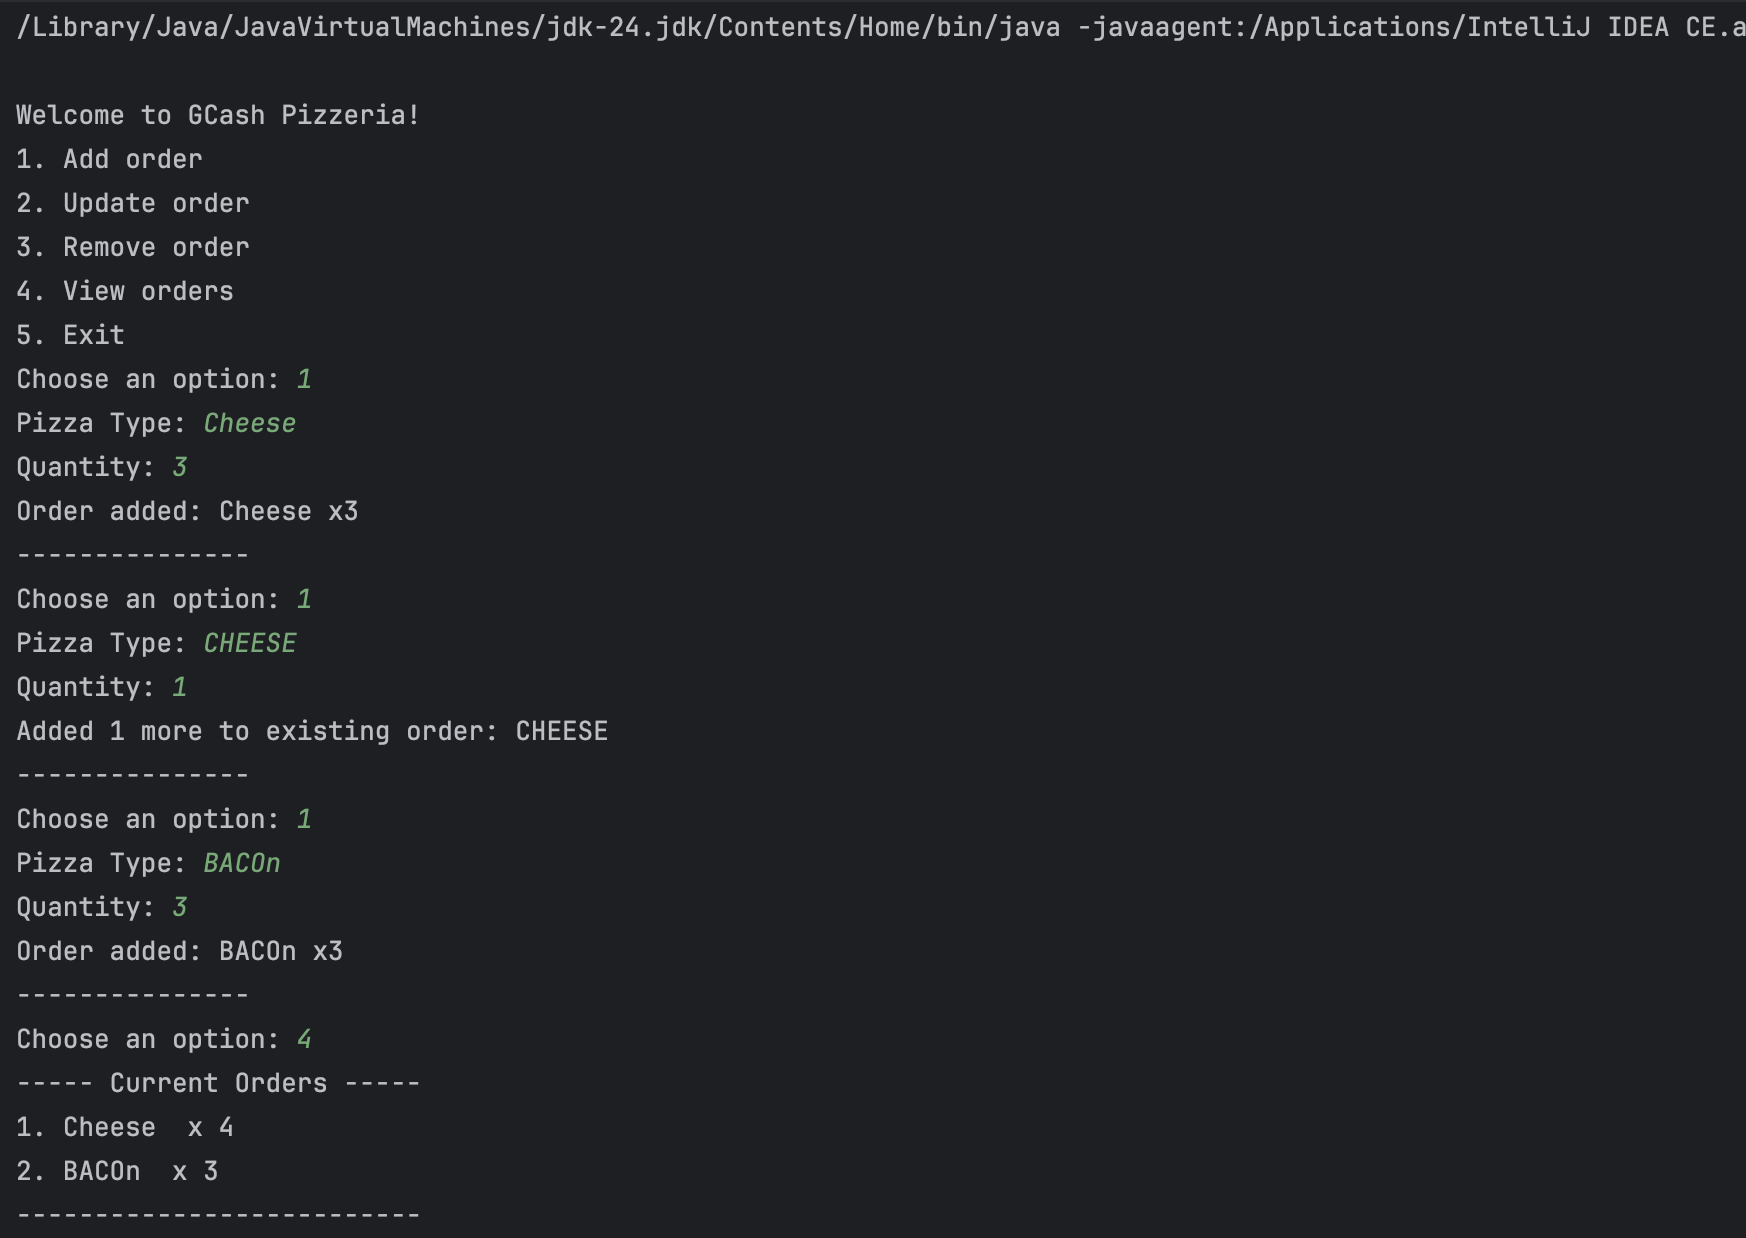 /Library/Java/JavaVirtualMachines/jdk-24.jdk/Contents/Home/bin/java -javaagent:/Applications/IntelliJ IDEA CE.a
Welcome to GCash Pizzeria!
1. Add order
2. Update order
3. Remove order
4. View orders
5. Exit
Choose an option: 1
Pizza Type: Cheese
Quantity: 3
Order added: Cheese x3
---------------
Choose an option: 1
Pizza Type: CHEESE
Quantity: 1
Added 1 more to existing order: CHEESE
---------------
Choose an option: 1
Pizza Type: BACOn
Quantity: 3
Order added: BACOn x3
---------------
Choose an option: 4
----- Current Orders -----
1. Cheese  x 4
2. BACOn  x 3
--------------------------